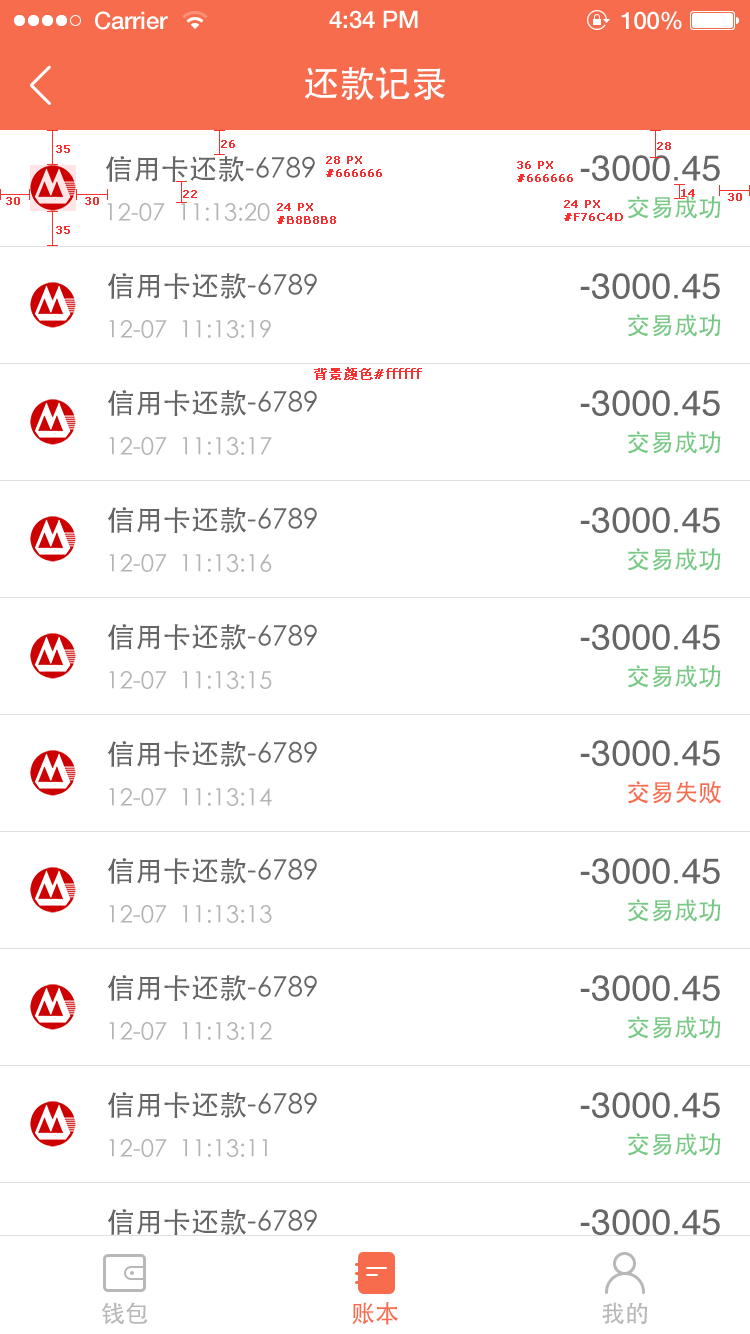 Carrier 4:34 PM 100%
还款记录
35 26 28
信用卡还款-6789 28 PX #666666 36 PX #666666 -3000.45
30 30 22 14 30
12-07 11:13:20 24 PX #B8B8B8 24 PX #F76C4D 交易成功
35
信用卡还款-6789 -3000.45
12-07 11:13:19 交易成功
背景颜色#ffffff
信用卡还款-6789 -3000.45
12-07 11:13:17 交易成功
信用卡还款-6789 -3000.45
12-07 11:13:16 交易成功
信用卡还款-6789 -3000.45
12-07 11:13:15 交易成功
信用卡还款-6789 -3000.45
12-07 11:13:14 交易失败
信用卡还款-6789 -3000.45
12-07 11:13:13 交易成功
信用卡还款-6789 -3000.45
12-07 11:13:12 交易成功
信用卡还款-6789 -3000.45
12-07 11:13:11 交易成功
信用卡还款-6789 -3000.45
钱包 账本 我的